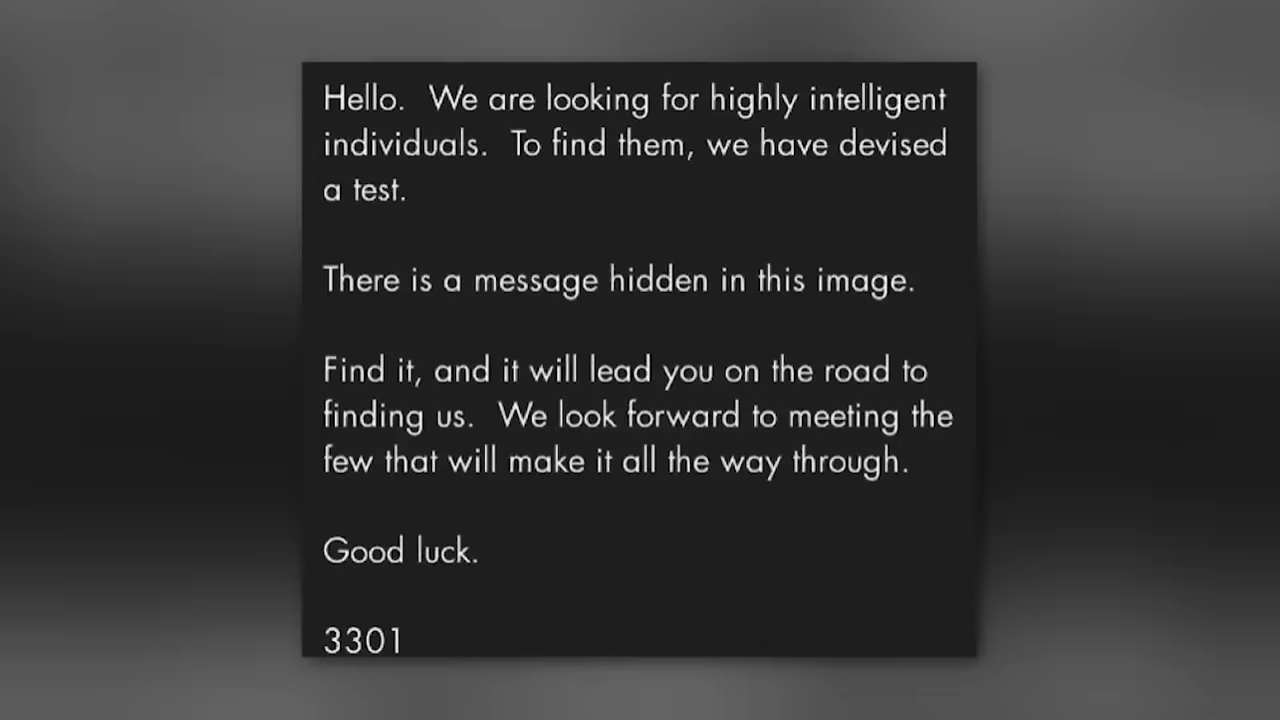 Hello.  We are looking for highly intelligent
individuals.  To find them, we have devised
a test.
There is a message hidden in this image.
Find it, and it will lead you on the road to
finding us.  We look forward to meeting the
few that will make it all the way through.
Good luck.
3301